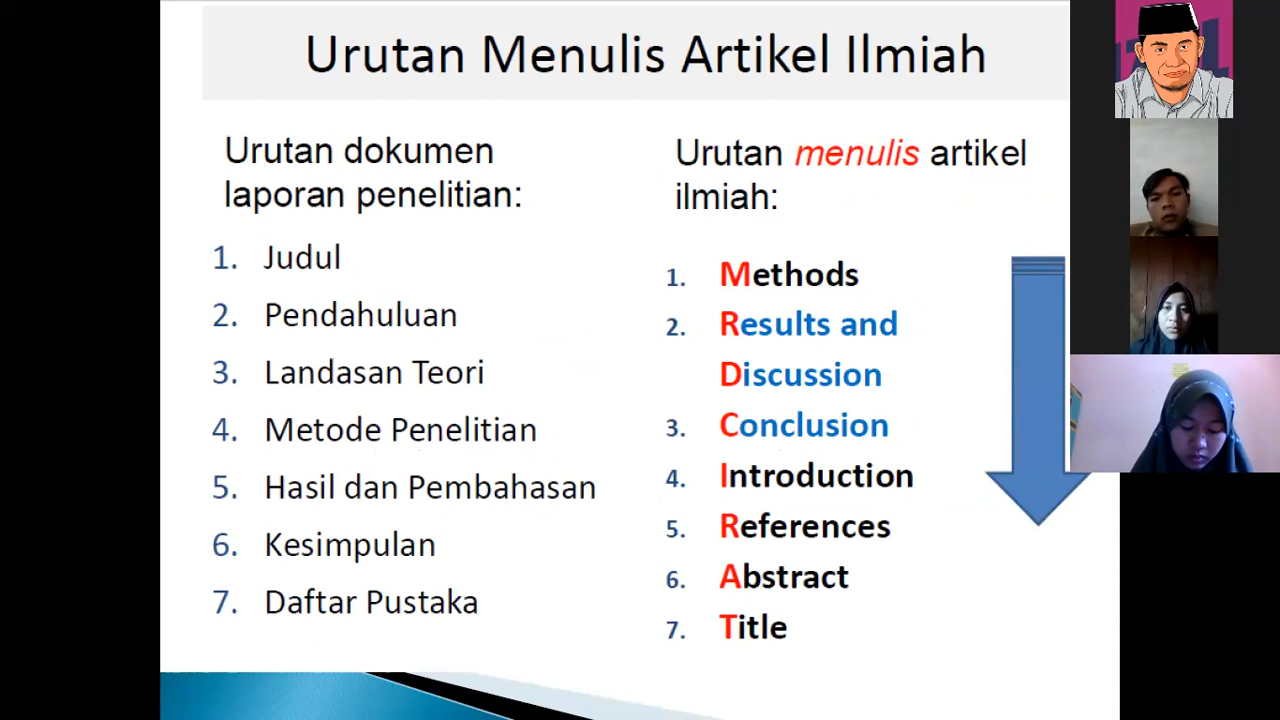 Urutan Menulis Artikel Ilmiah
Urutan dokumen
laporan penelitian:
1. Judul
2. Pendahuluan
3. Landasan Teori
4. Metode Penelitian
5. Hasil dan Pembahasan
6. Kesimpulan
7. Daftar Pustaka
Urutan menulis artikel
ilmiah:
1. Methods
2. Results and
Discussion
3. Conclusion
4. Introduction
5. References
6. Abstract
7. Title